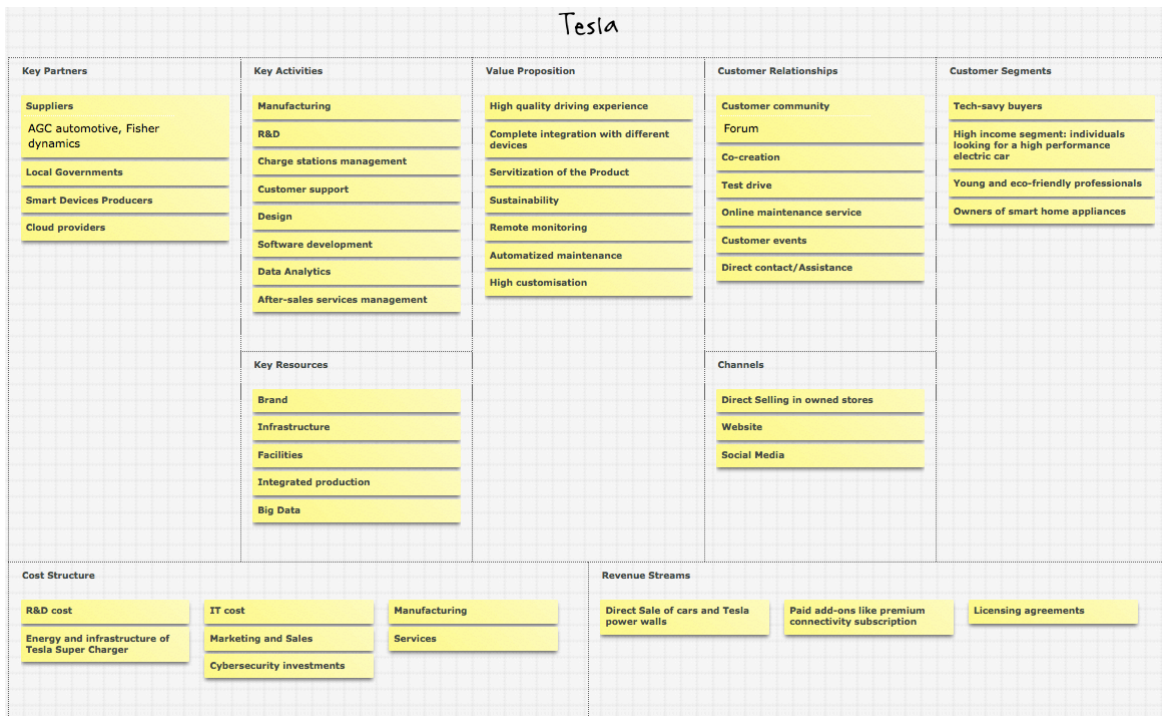 Tesla
Key Partners
Suppliers
AGC automotive, Fisher
dynamics
Local Governments
Smart Devices Producers
Cloud providers
Key Activities
Manufacturing
R&D
Charge stations management
Customer support
Design
Software development
Data Analytics
After-sales services management
Key Resources
Brand
Infrastructure
Facilities
Integrated production
Big Data
Value Proposition
High quality driving experience
Complete integration with different
devices
Servitization of the Product
Sustainability
Remote monitoring
Automatized maintenance
High customisation
Customer Relationships
Customer community
Forum
Co-creation
Test drive
Online maintenance service
Customer events
Direct contact/Assistance
Channels
Direct Selling in owned stores
Website
Social Media
Customer Segments
Tech-savy buyers
High income segment: individuals
looking for a high performance
electric car
Young and eco-friendly professionals
Owners of smart home appliances
Cost Structure
R&D cost
Energy and infrastructure of
Tesla Super Charger
IT cost
Marketing and Sales
Cybersecurity investments
Manufacturing
Services
Revenue Streams
Direct Sale of cars and Tesla
power walls
Paid add-ons like premium
connectivity subscription
Licensing agreements